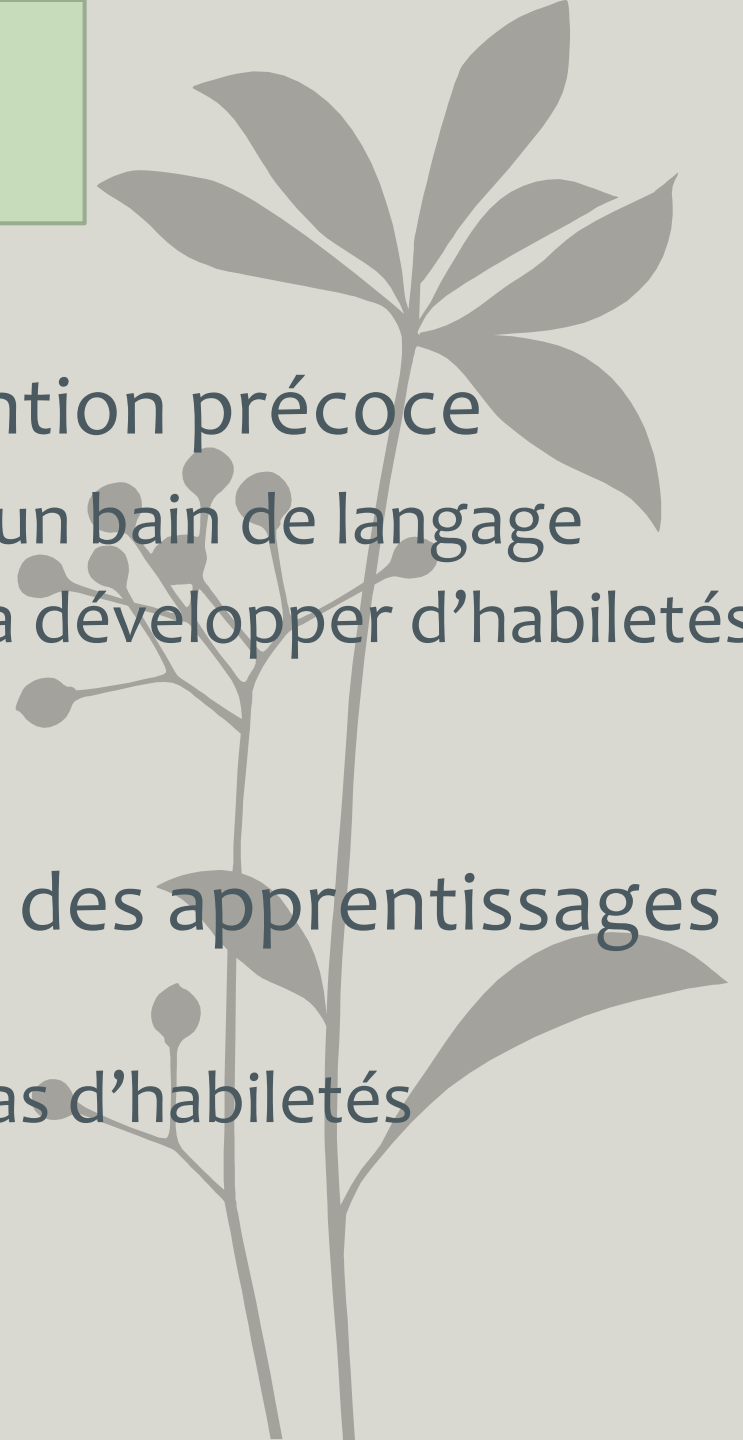 ntion précoce
un bain de langage
a développer d’habiletés
des apprentissages
as d’habiletés